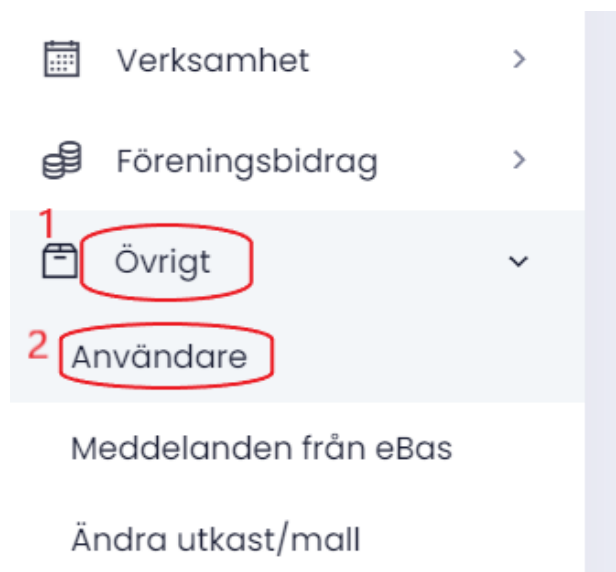 Verksamhet
Föreningsbidrag
1
Övrigt
2 Användare
Meddelanden från eBas
Ändra utkast/mall